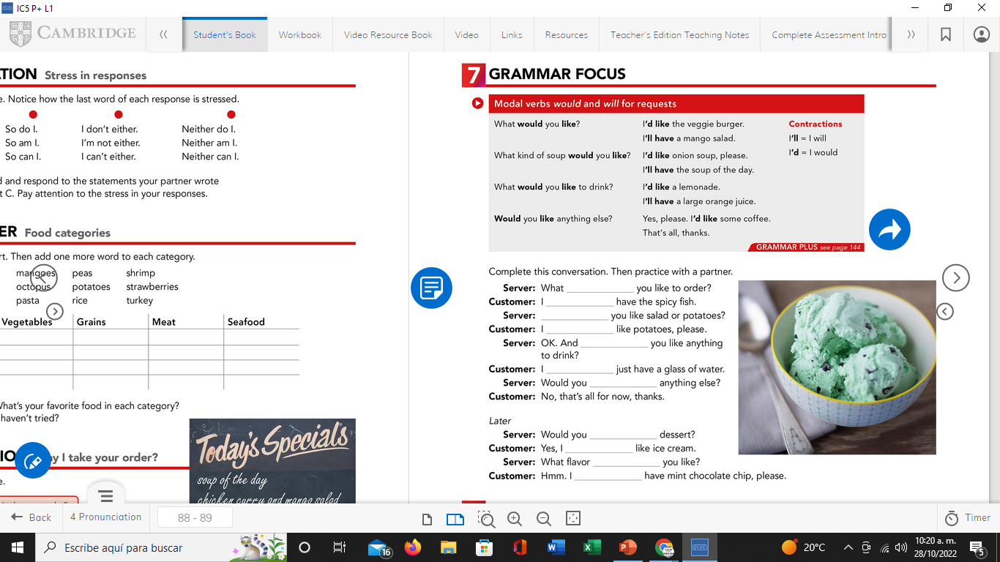 IC5 P+ L1
CAMBRIDGE
Student's Book
Workbook
Video Resource Book
Video
Links
Resources
Teacher's Edition Teaching Notes
Complete Assessment Intro
TION Stress in responses
e. Notice how the last word of each response is stressed.
So do I. I don't either. Neither do I.
So am I. I'm not either. Neither am I.
So can I. I can't either. Neither can I.
d and respond to the statements your partner wrote
t C. Pay attention to the stress in your responses.
ER Food categories
rt. Then add one more word to each category.
mangoes peas shrimp
octopus potatoes strawberries
pasta rice turkey
Vegetables Grains Meat Seafood
What's your favorite food in each category?
haven't tried?
I take your order?
e.
Today's Specials
soup of the day
chicken curry and mango salad
7 GRAMMAR FOCUS
Modal verbs would and will for requests
What would you like? I'd like the veggie burger. Contractions
I'll have a mango salad. I'll = I will
What kind of soup would you like? I'd like onion soup, please. I'd = I would
I'll have the soup of the day.
What would you like to drink? I'd like a lemonade.
I'll have a large orange juice.
Would you like anything else? Yes, please. I'd like some coffee.
That's all, thanks.
GRAMMAR PLUS see page 144
Complete this conversation. Then practice with a partner.
Server: What ____________ you like to order?
Customer: I ____________ have the spicy fish.
Server: ____________ you like salad or potatoes?
Customer: I ____________ like potatoes, please.
Server: OK. And ____________ you like anything
to drink?
Customer: I ____________ just have a glass of water.
Server: Would you ____________ anything else?
Customer: No, that's all for now, thanks.
Later
Server: Would you ____________ dessert?
Customer: Yes, I ____________ like ice cream.
Server: What flavor ____________ you like?
Customer: Hmm. I ____________ have mint chocolate chip, please.
Back
4 Pronunciation
88 - 89
Timer
Escribe aquí para buscar
16
20°C
10:20 a. m.
28/10/2022
5
PLUS